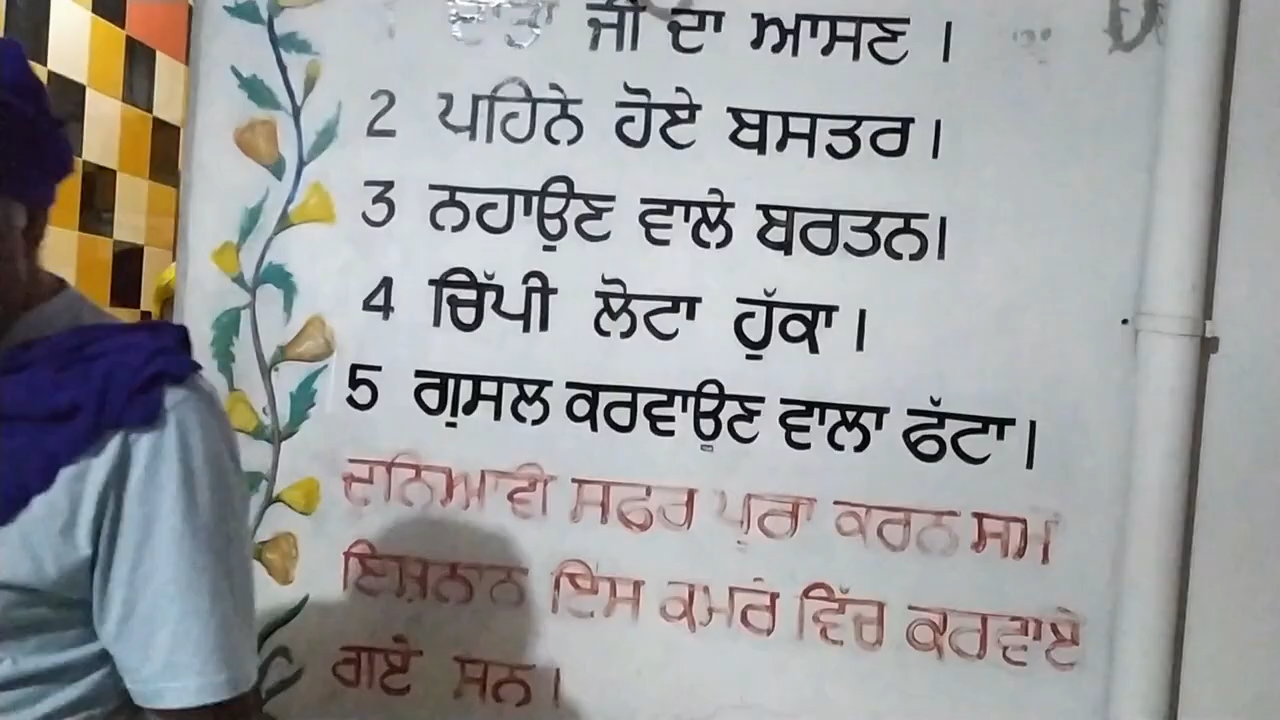 ਜੀ ਦਾ ਆਸਣ ।
2 ਪਹਿਨੇ ਹੋਏ ਬਸਤਰ ।
3 ਨਹਾਉਣ ਵਾਲੇ ਬਰਤਨ।
4 ਚਿੱਪੀ ਲੋਟਾ ਹੁੱਕਾ ।
5 ਗੁਸਲ ਕਰਵਾਉਣ ਵਾਲਾ ਫੱਟਾ।
ਦੁਨਿਆਵੀ ਸਫਰ ਪੂਰਾ ਕਰਨ ਸਮੇਂ
ਇਸ਼ਨਾਨ ਇਸ ਕਮਰੇ ਵਿੱਚ ਕਰਵਾਏ
ਗਏ ਸਨ।